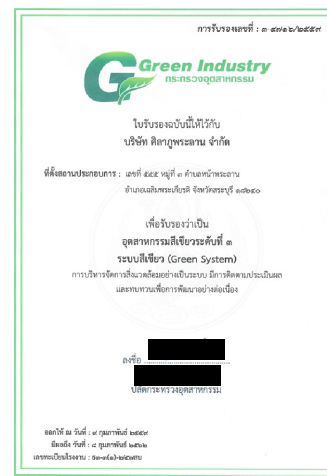 การรับรองเลขที่ : ๓-๔๗๑๖/๒๕๕๙
Green Industry
กระทรวงอุตสาหกรรม
ใบรับรองฉบับนี้ให้ไว้กับ
บริษัท ศิลาภูพระลาน จำกัด
ที่ตั้งสถานประกอบการ : เลขที่ ๕๕๕ หมู่ที่ ๓ ตำบลหน้าพระลาน
อำเภอเฉลิมพระเกียรติ จังหวัดสระบุรี ๑๘๒๔๐
เพื่อรับรองว่าเป็น
อุตสาหกรรมสีเขียวระดับที่ ๓
ระบบสีเขียว (Green System)
การบริหารจัดการสิ่งแวดล้อมอย่างเป็นระบบ มีการติดตามประเมินผล
และทบทวนเพื่อการพัฒนาอย่างต่อเนื่อง
ลงชื่อ
ปลัดกระทรวงอุตสาหกรรม
ออกให้ ณ วันที่ : ๙ กุมภาพันธ์ ๒๕๕๙
มีผลถึง วันที่ : ๘ กุมภาพันธ์ ๒๕๖๒
เลขทะเบียนโรงงาน :